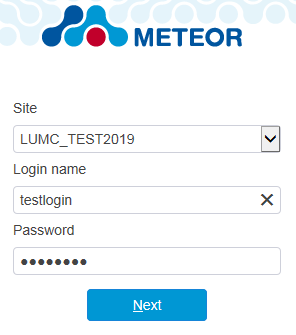 METEOR
Site
LUMC_TEST2019
Login name
testlogin
Password
●●●●●●●●
Next